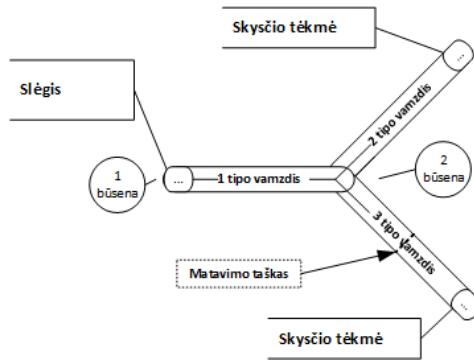 Skysčio tėkmė
Slėgis
...
2 tipo vamzdis
1
būsena
...
1 tipo vamzdis
2
būsena
3 tipo vamzdis
Matavimo taškas
...
Skysčio tėkmė